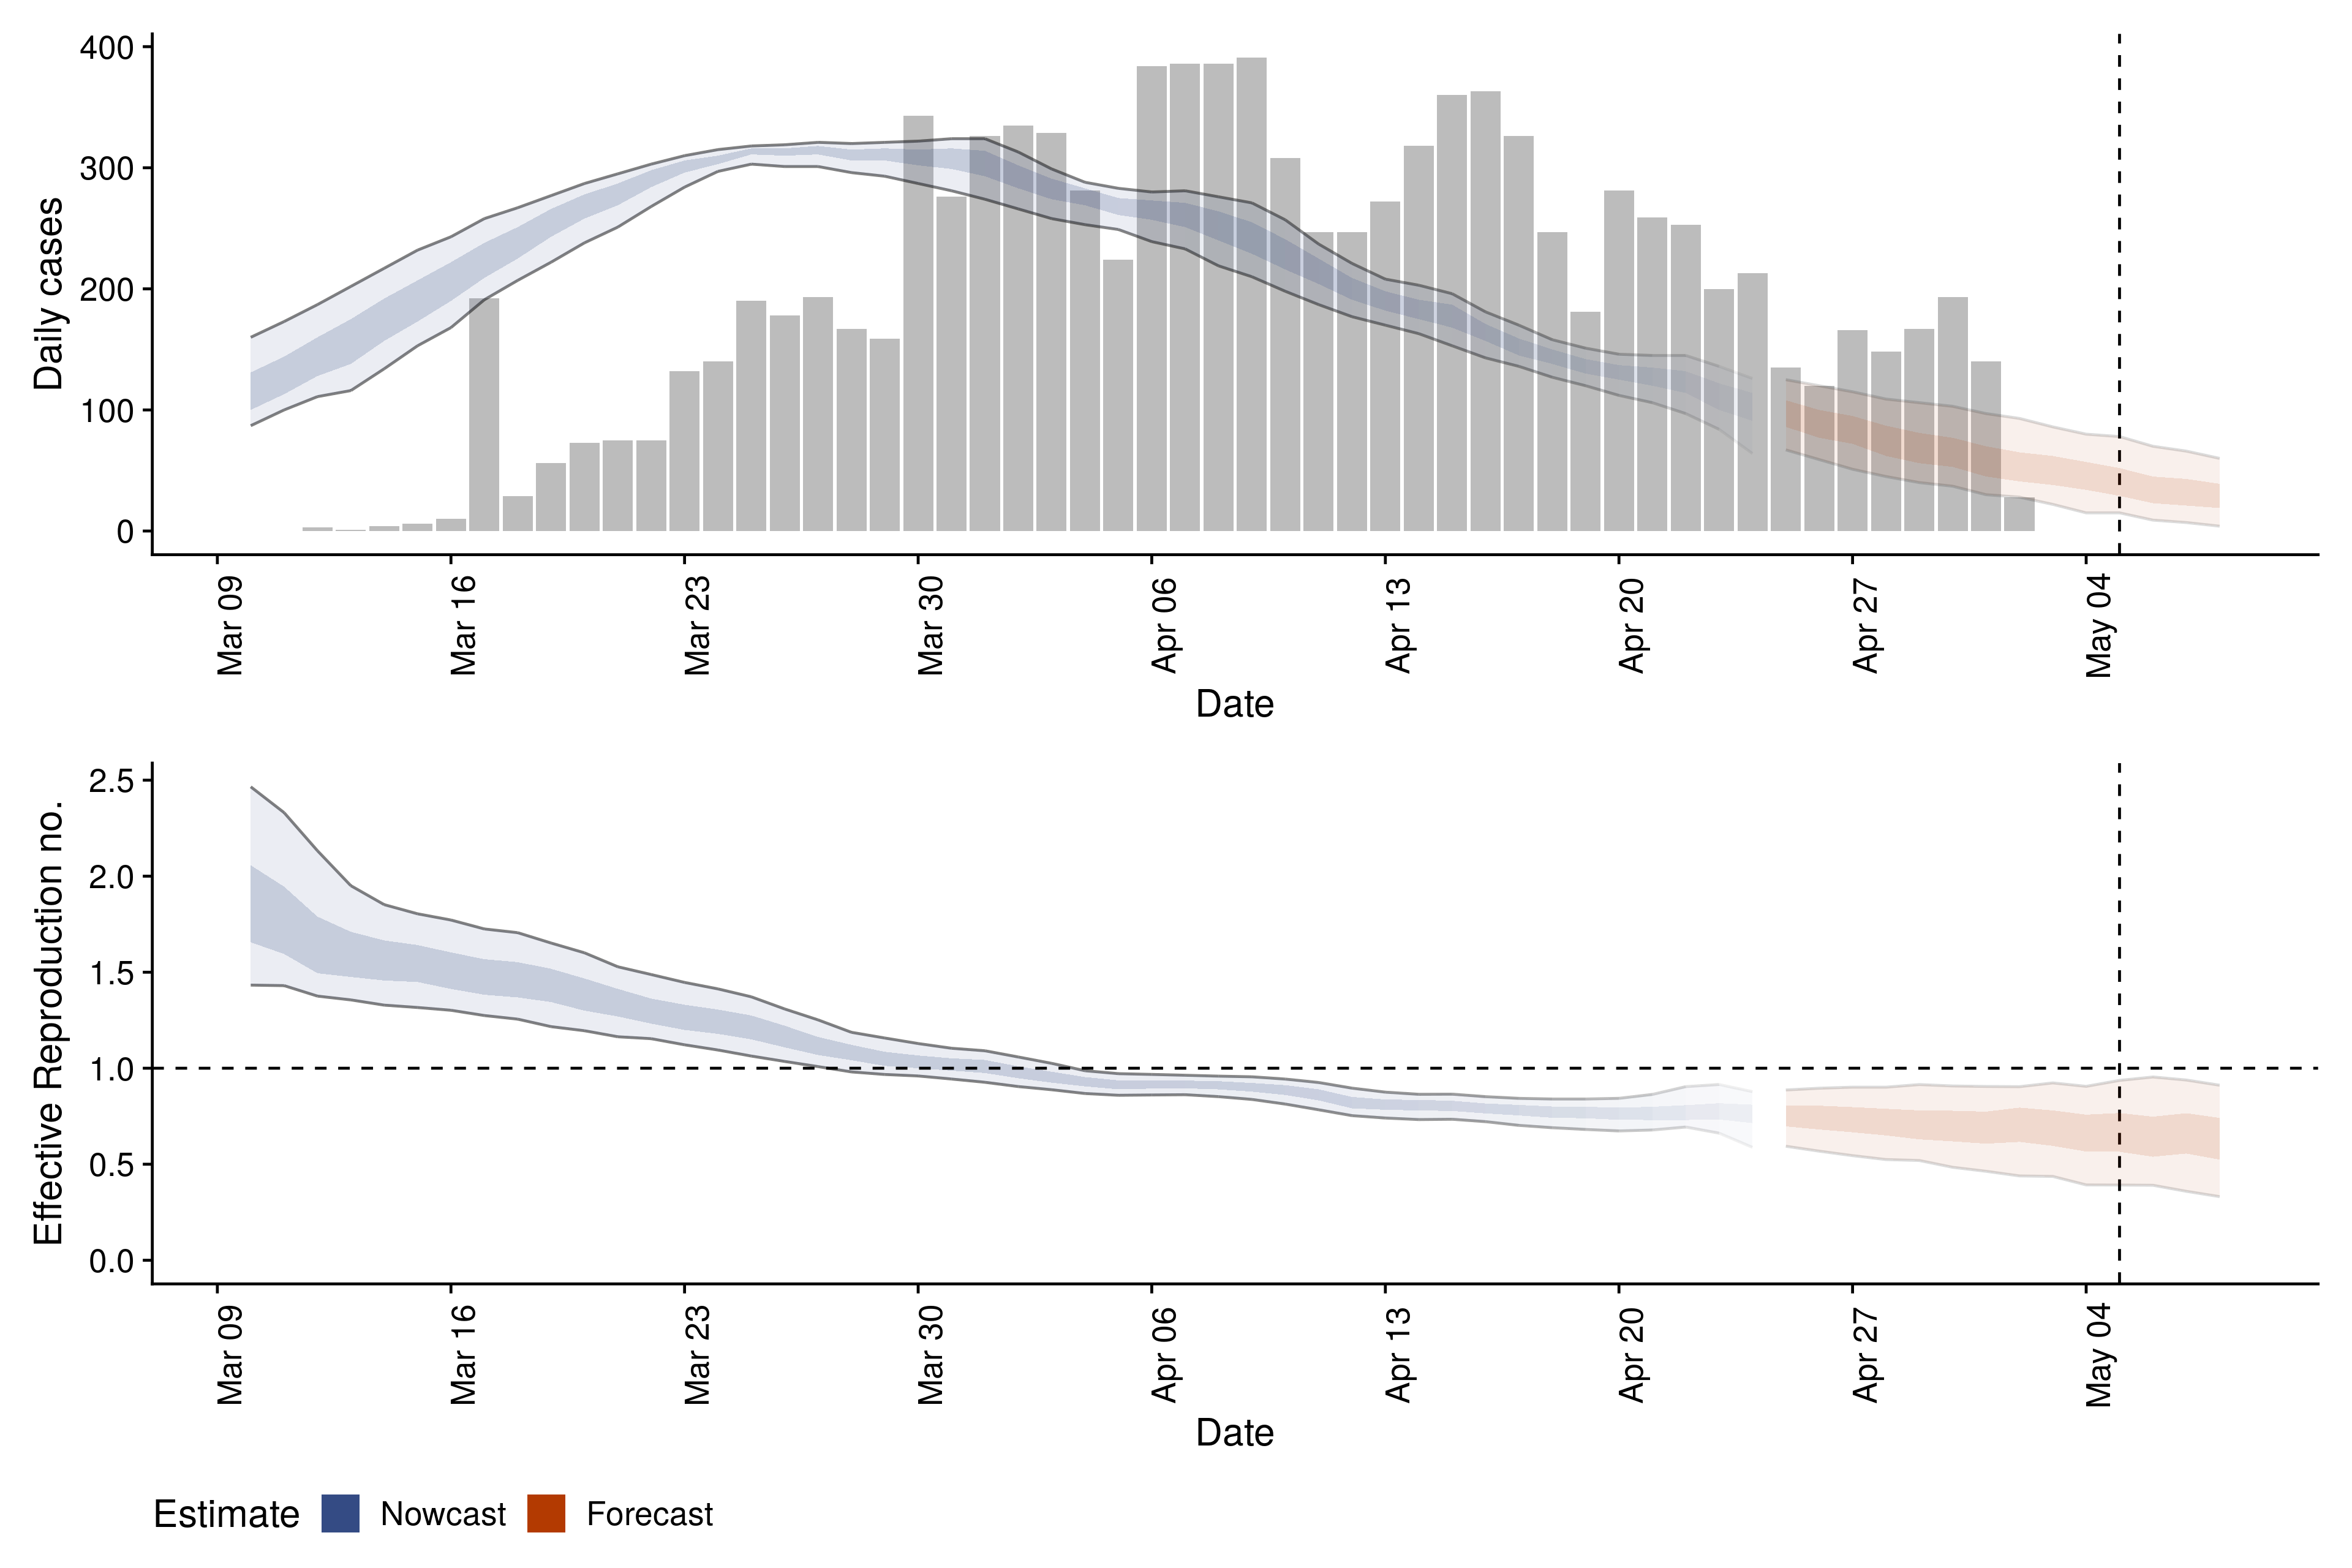 400
300
200
100
0
Daily cases
Mar 09
Mar 16
Mar 23
Mar 30
Apr 06
Apr 13
Apr 20
Apr 27
May 04
Date
2.5
2.0
1.5
1.0
0.5
0.0
Effective Reproduction no.
Mar 09
Mar 16
Mar 23
Mar 30
Apr 06
Apr 13
Apr 20
Apr 27
May 04
Date
Estimate Nowcast Forecast